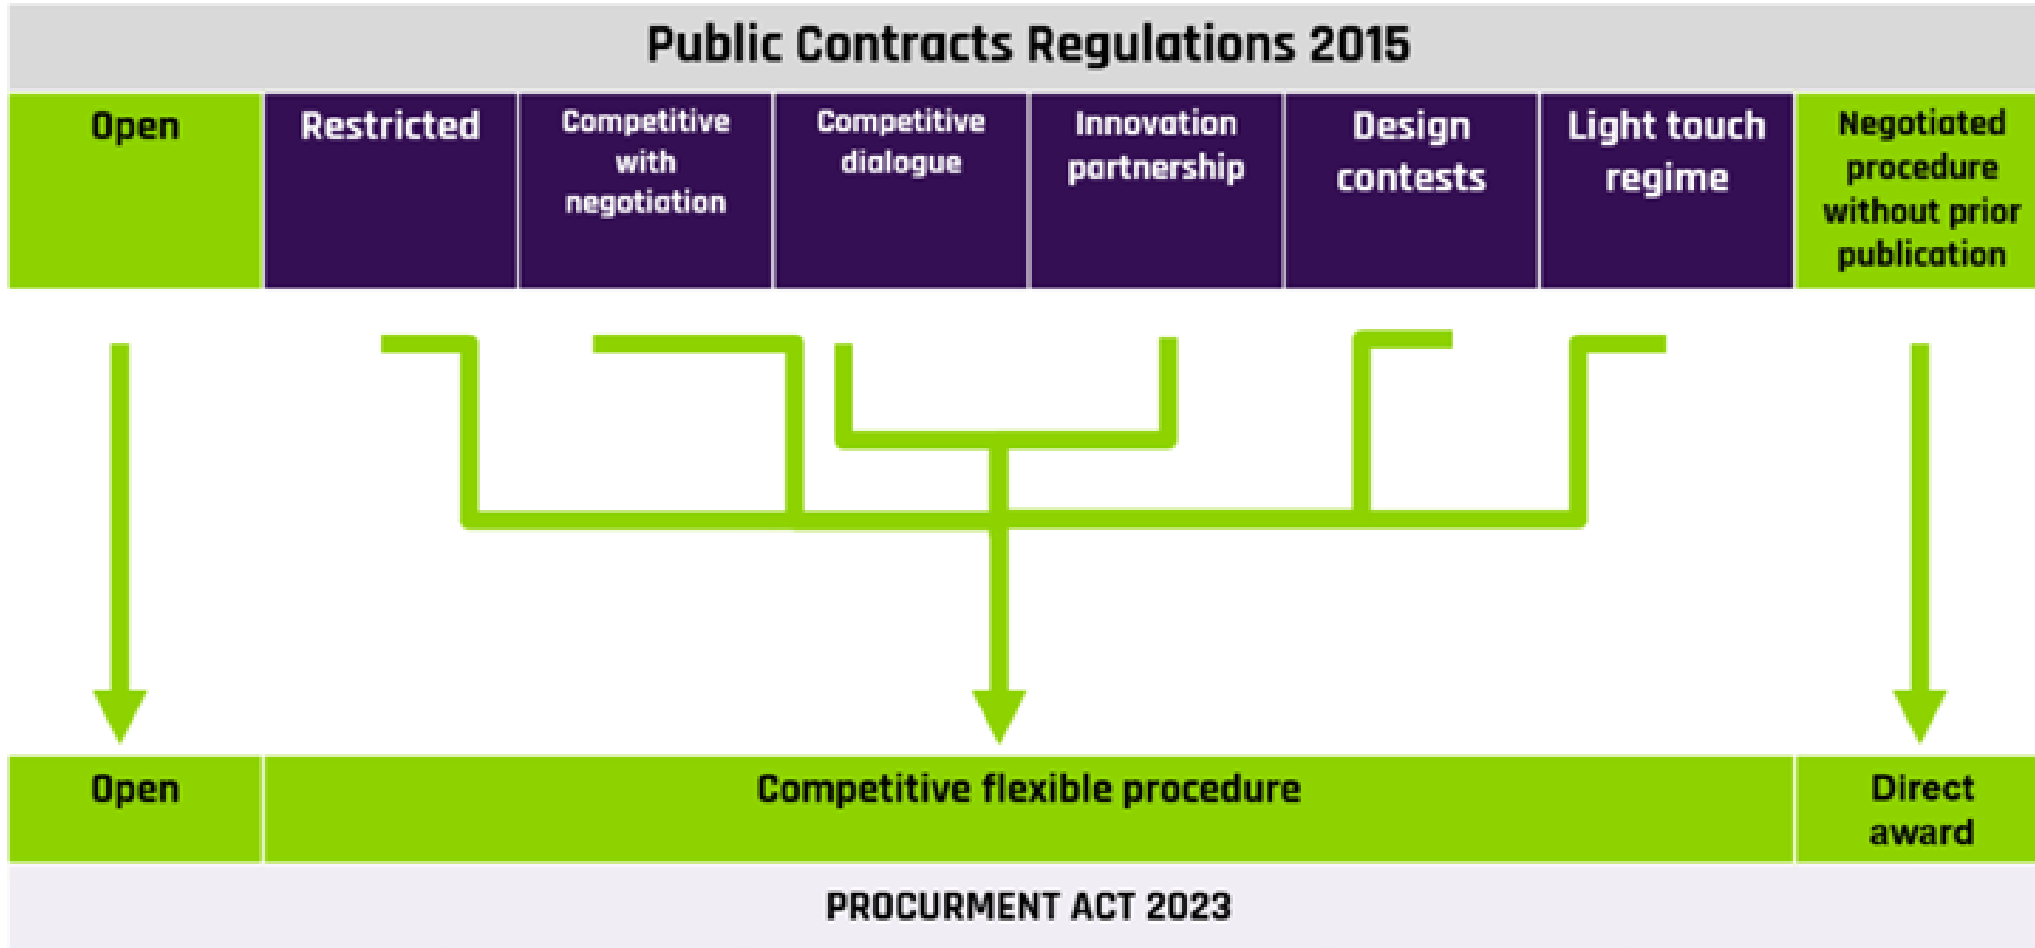 Public Contracts Regulations 2015
Open
Restricted
Competitive
with
negotiation
Competitive
dialogue
Innovation
partnership
Design
contests
Light touch
regime
Negotiated
procedure
without prior
publication
Open
Competitive flexible procedure
Direct
award
PROCURMENT ACT 2023